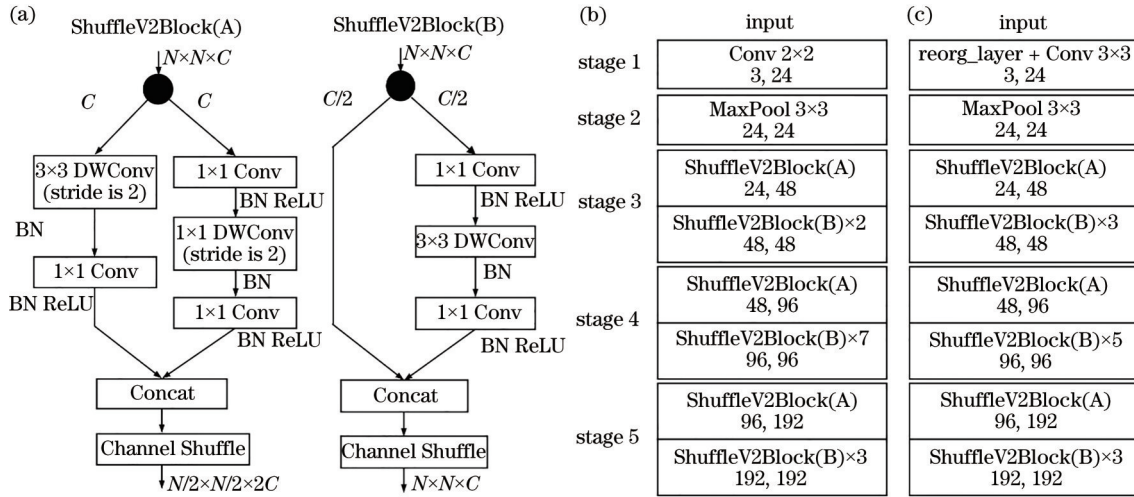 (a)
ShuffleV2Block(A)
N×N×C
C
C
3×3 DWConv
(stride is 2)
BN
1×1 Conv
BN ReLU
1×1 Conv
BN ReLU
1×1 DWConv
(stride is 2)
BN
1×1 Conv
BN ReLU
Concat
Channel Shuffle
N/2×N/2×2C
ShuffleV2Block(B)
N×N×C
C/2
C/2
1×1 Conv
BN ReLU
3×3 DWConv
BN
1×1 Conv
BN ReLU
Concat
Channel Shuffle
N×N×C
(b)
input
stage 1
Conv 2×2
3, 24
stage 2
MaxPool 3×3
24, 24
stage 3
ShuffleV2Block(A)
24, 48
ShuffleV2Block(B)×2
48, 48
stage 4
ShuffleV2Block(A)
48, 96
ShuffleV2Block(B)×7
96, 96
stage 5
ShuffleV2Block(A)
96, 192
ShuffleV2Block(B)×3
192, 192
(c)
input
reorg_layer + Conv 3×3
3, 24
MaxPool 3×3
24, 24
ShuffleV2Block(A)
24, 48
ShuffleV2Block(B)×3
48, 48
ShuffleV2Block(A)
48, 96
ShuffleV2Block(B)×5
96, 96
ShuffleV2Block(A)
96, 192
ShuffleV2Block(B)×3
192, 192